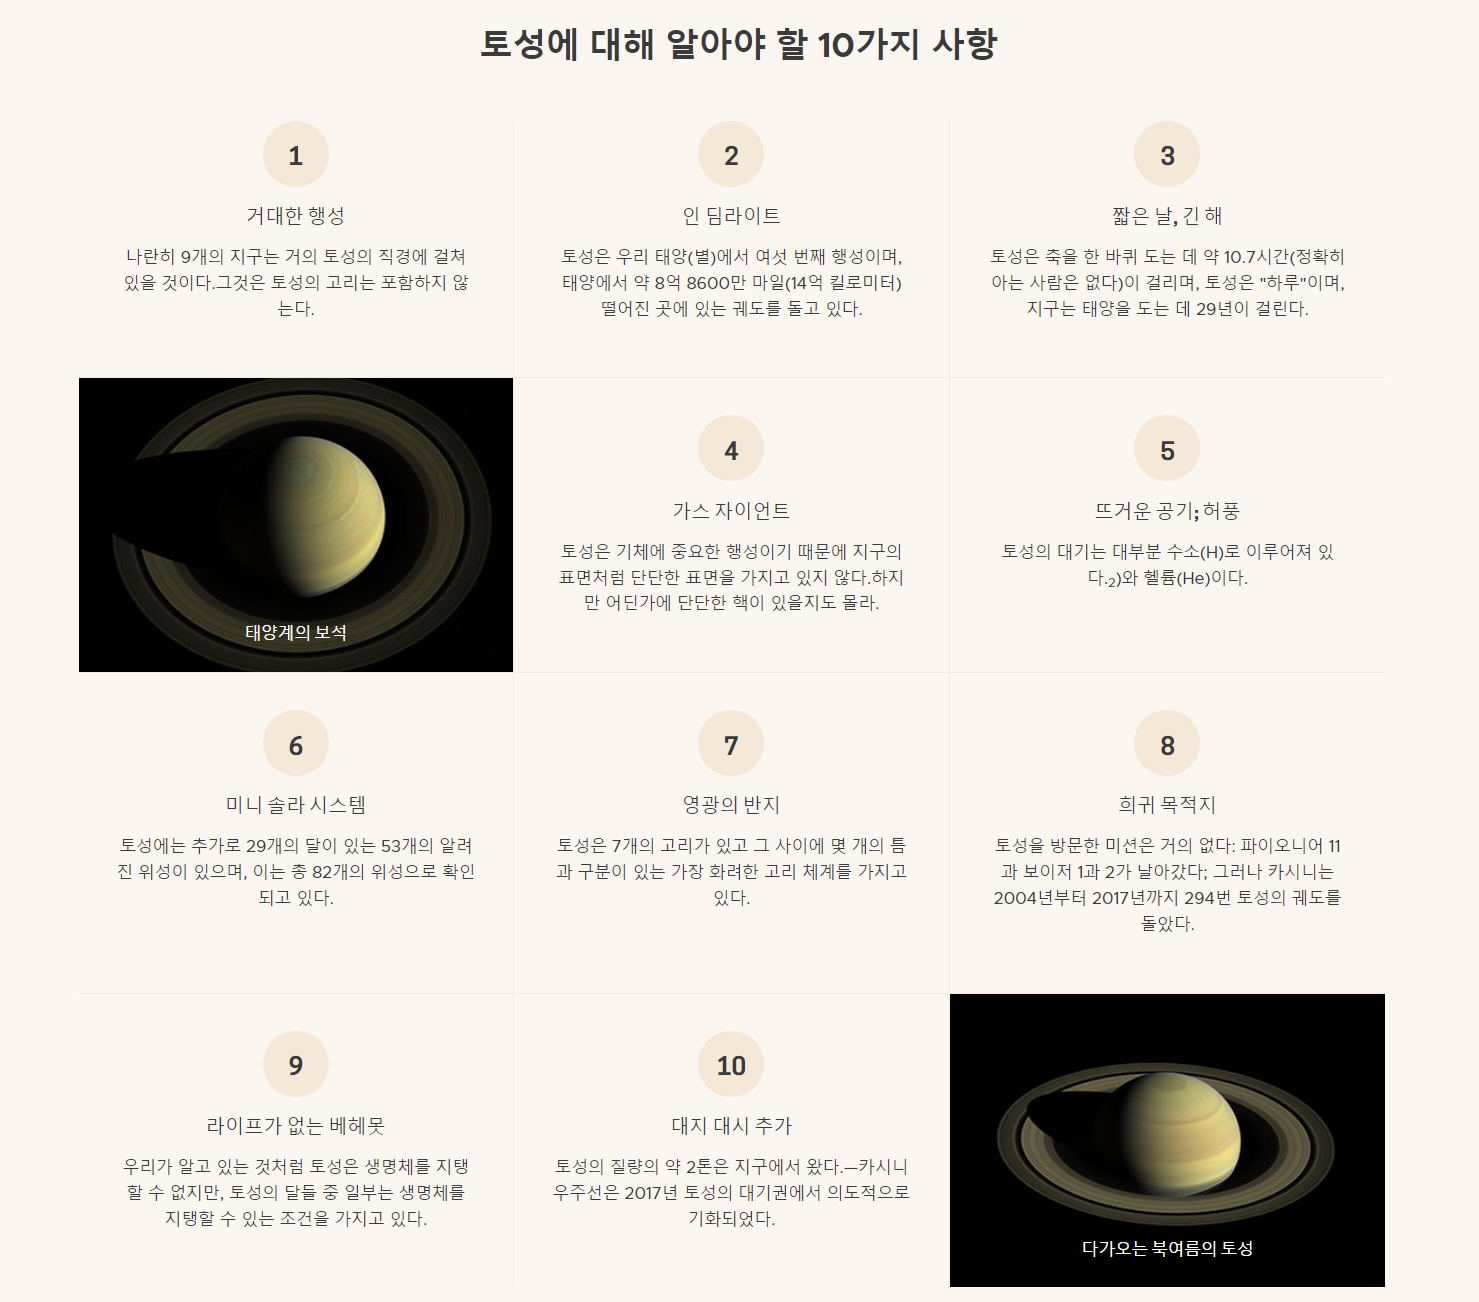 토성에 대해 알아야 할 10가지 사항
1
거대한 행성
나란히 9개의 지구는 거의 토성의 직경에 걸쳐
있을 것이다.그것은 토성의 고리는 포함하지 않
는다.
2
인 딤라이트
토성은 우리 태양(별)에서 여섯 번째 행성이며,
태양에서 약 8억 8600만 마일(14억 킬로미터)
떨어진 곳에 있는 궤도를 돌고 있다.
3
짧은 날, 긴 해
토성은 축을 한 바퀴 도는 데 약 10.7시간(정확히
아는 사람은 없다)이 걸리며, 토성은 "하루"이며,
지구는 태양을 도는 데 29년이 걸린다.
태양계의 보석
4
가스 자이언트
토성은 기체에 중요한 행성이기 때문에 지구의
표면처럼 단단한 표면을 가지고 있지 않다.하지
만 어딘가에 단단한 핵이 있을지도 몰라.
5
뜨거운 공기; 허풍
토성의 대기는 대부분 수소(H)로 이루어져 있
다.₂)와 헬륨(He)이다.
6
미니 솔라 시스템
토성에는 추가로 29개의 달이 있는 53개의 알려
진 위성이 있으며, 이는 총 82개의 위성으로 확인
되고 있다.
7
영광의 반지
토성은 7개의 고리가 있고 그 사이에 몇 개의 틈
과 구분이 있는 가장 화려한 고리 체계를 가지고
있다.
8
희귀 목적지
토성을 방문한 미션은 거의 없다: 파이오니어 11
과 보이저 1과 2가 날아갔다; 그러나 카시니는
2004년부터 2017년까지 294번 토성의 궤도를
돌았다.
9
라이프가 없는 베헤못
우리가 알고 있는 것처럼 토성은 생명체를 지탱
할 수 없지만, 토성의 달들 중 일부는 생명체를
지탱할 수 있는 조건을 가지고 있다.
10
대지 대시 추가
토성의 질량의 약 2톤은 지구에서 왔다.—카시니
우주선은 2017년 토성의 대기권에서 의도적으로
기화되었다.
다가오는 북여름의 토성